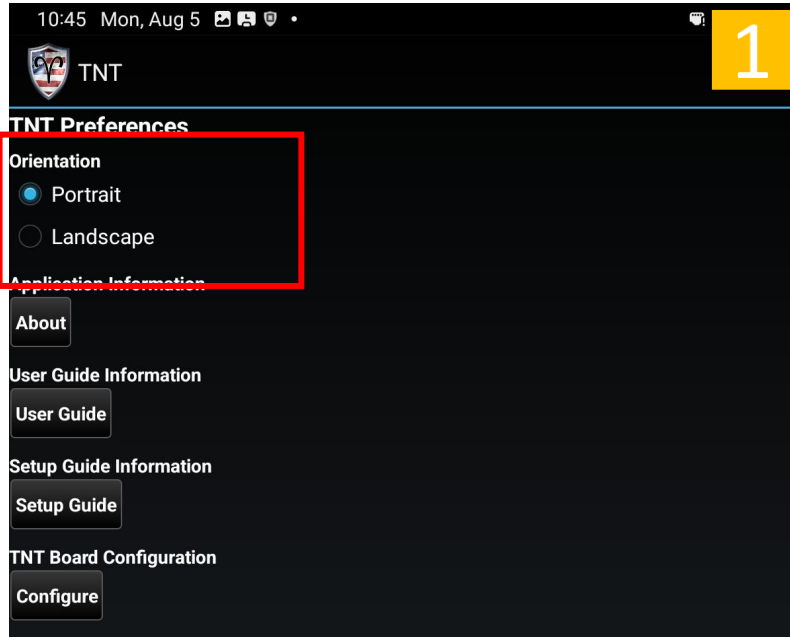 10:45 Mon, Aug 5
1
TNT
TNT Preferences
Orientation
Portrait
Landscape
Application Information
About
User Guide Information
User Guide
Setup Guide Information
Setup Guide
TNT Board Configuration
Configure